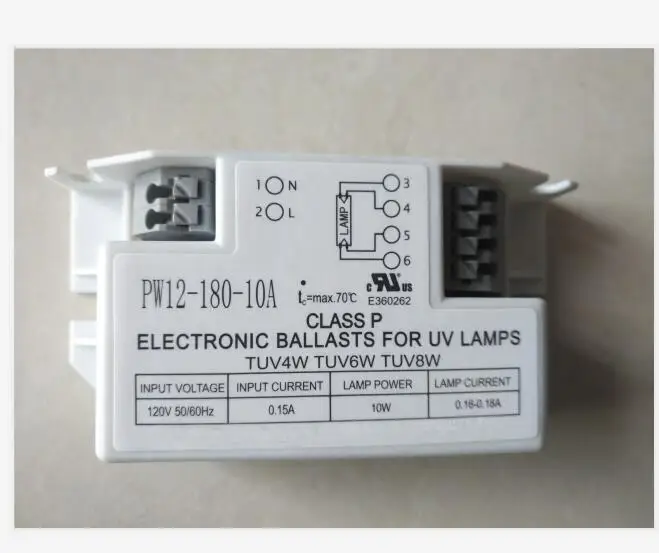 1 N
2 L
LAMP
3
4
5
6
PW12-180-10A
tc=max.70℃
c RU us
E360262
CLASS P
ELECTRONIC BALLASTS FOR UV LAMPS
TUV4W TUV6W TUV8W
INPUT VOLTAGE INPUT CURRENT LAMP POWER LAMP CURRENT
120V 50/60Hz 0.15A 10W 0.16-0.18A